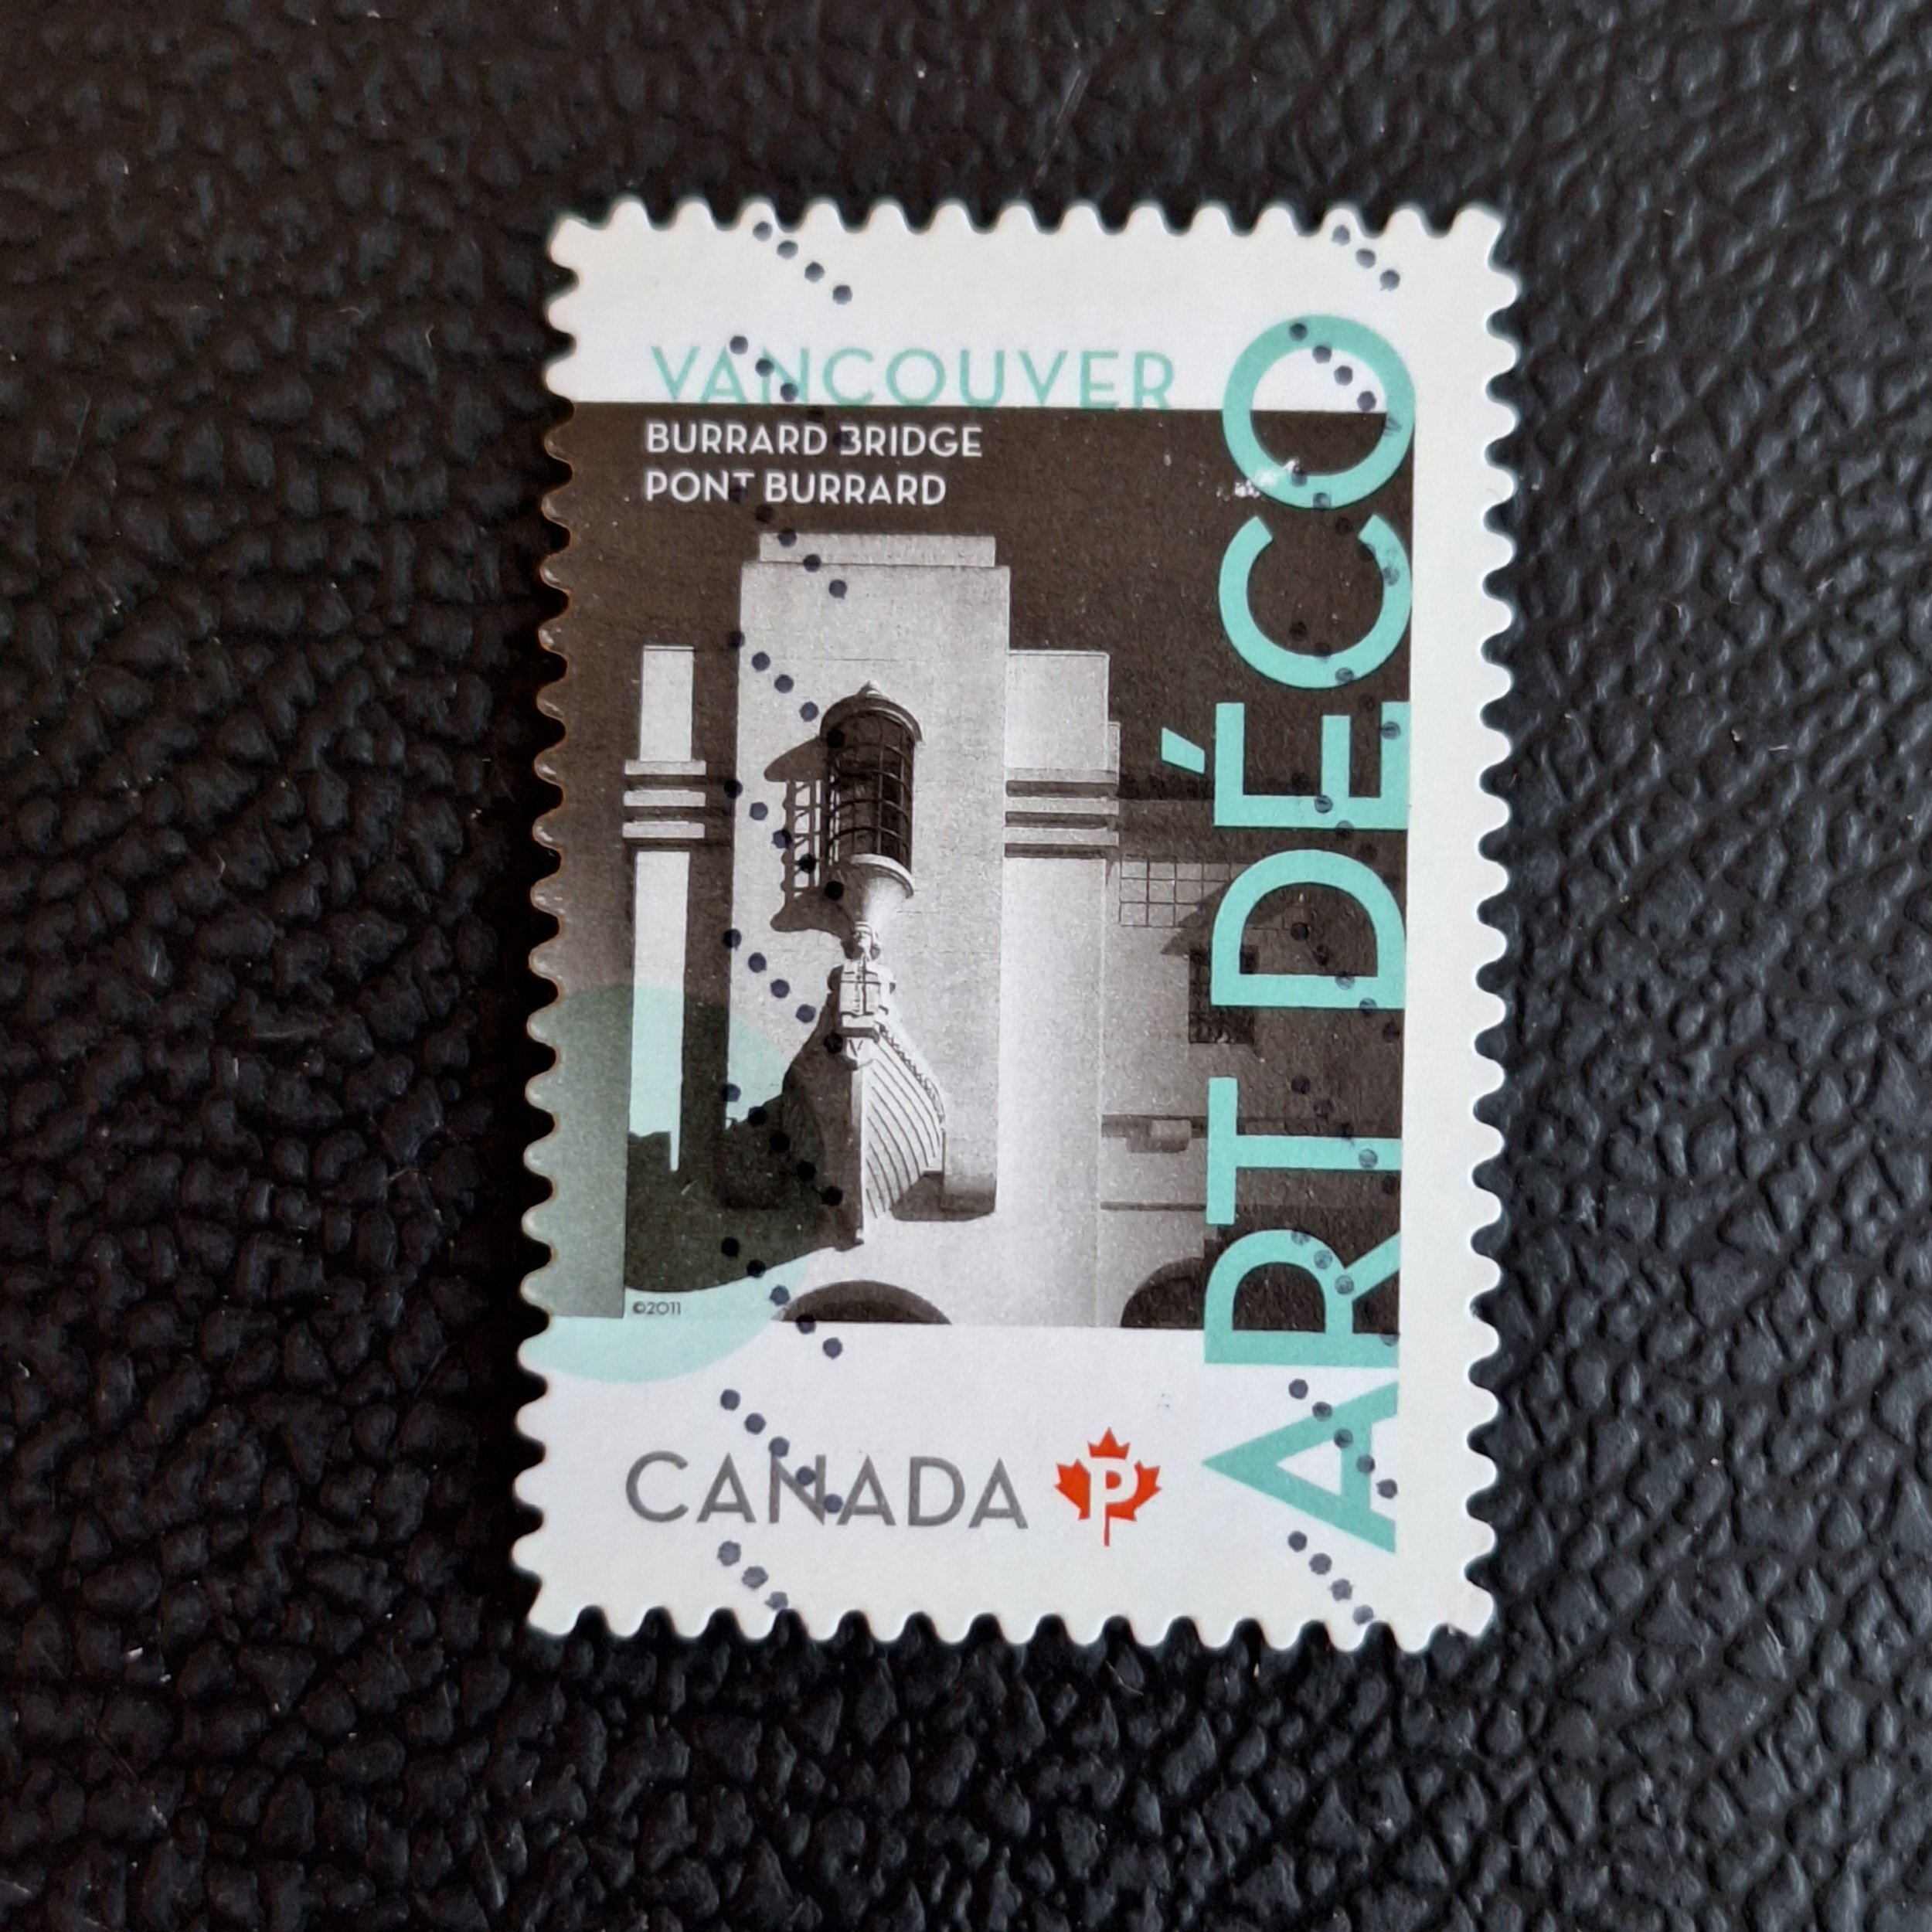 VANCOUVER
BURRARD BRIDGE
PONT BURRARD
ART DÉCO
©2011
CANADA P